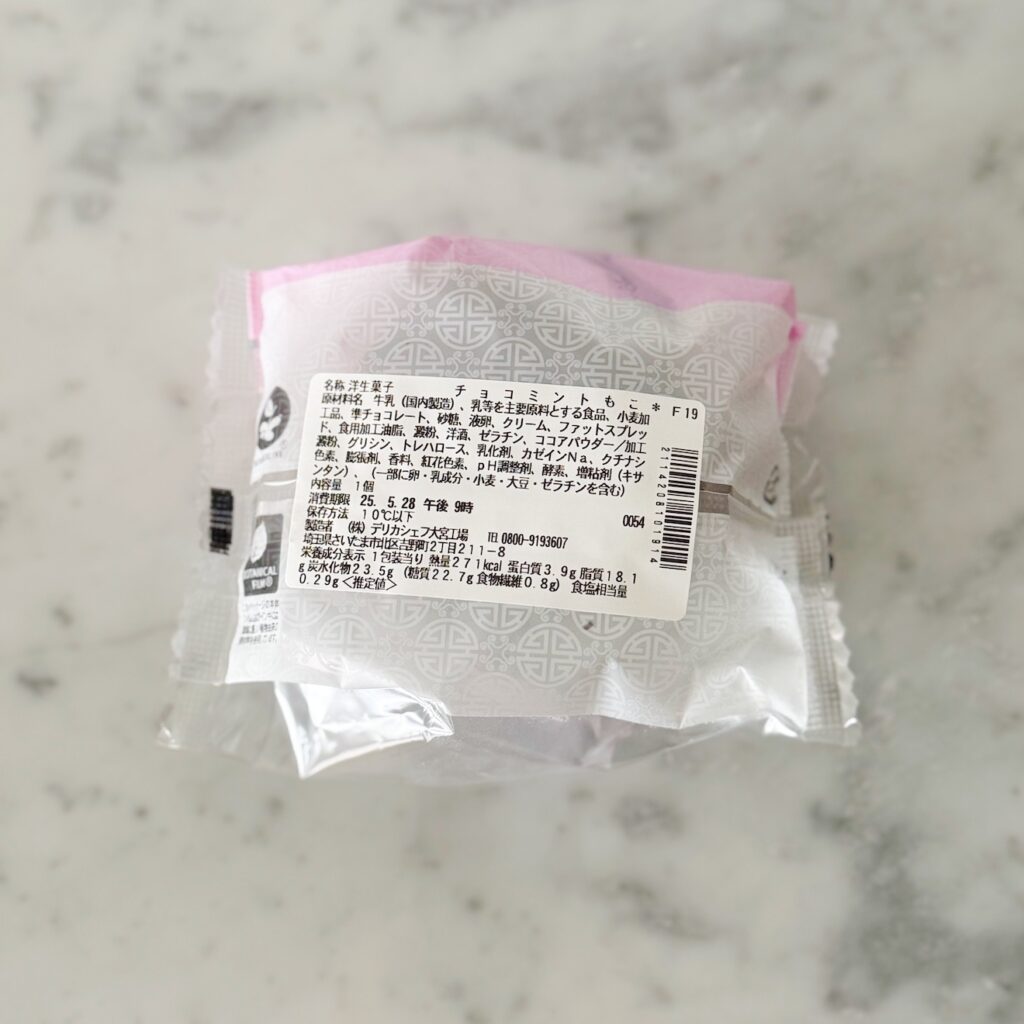 名称 洋生菓子 チョコミントもこ* F19
原材料名 牛乳(国内製造)、乳等を主要原料とする食品、小麦加
工品、準チョコレート、砂糖、液卵、クリーム、ファットスプレッ
ド、食用加工油脂、澱粉、洋酒、ゼラチン、ココアパウダー/加工
澱粉、グリシン、トレハロース、乳化剤、カゼインNa、クチナシ
色素、膨張剤、香料、紅花色素、pH調整剤、酵素、増粘剤(キサ
ンタン)、(一部に卵・乳成分・小麦・大豆・ゼラチンを含む)
内容量 1個
消費期限 25. 5.28 午後 9時 0054
保存方法 10℃以下
製造者 (株)デリカシェフ大宮工場 TEL 0800-9193607
埼玉県さいたま市北区吉野町2丁目211-8
栄養成分表示 1包装当り 熱量271kcal 蛋白質3.9g 脂質18.1
g 炭水化物23.5g (糖質22.7g 食物繊維0.8g) 食塩相当量
0.29g<推定値>
2114208101914
BOTANICAL
FILM